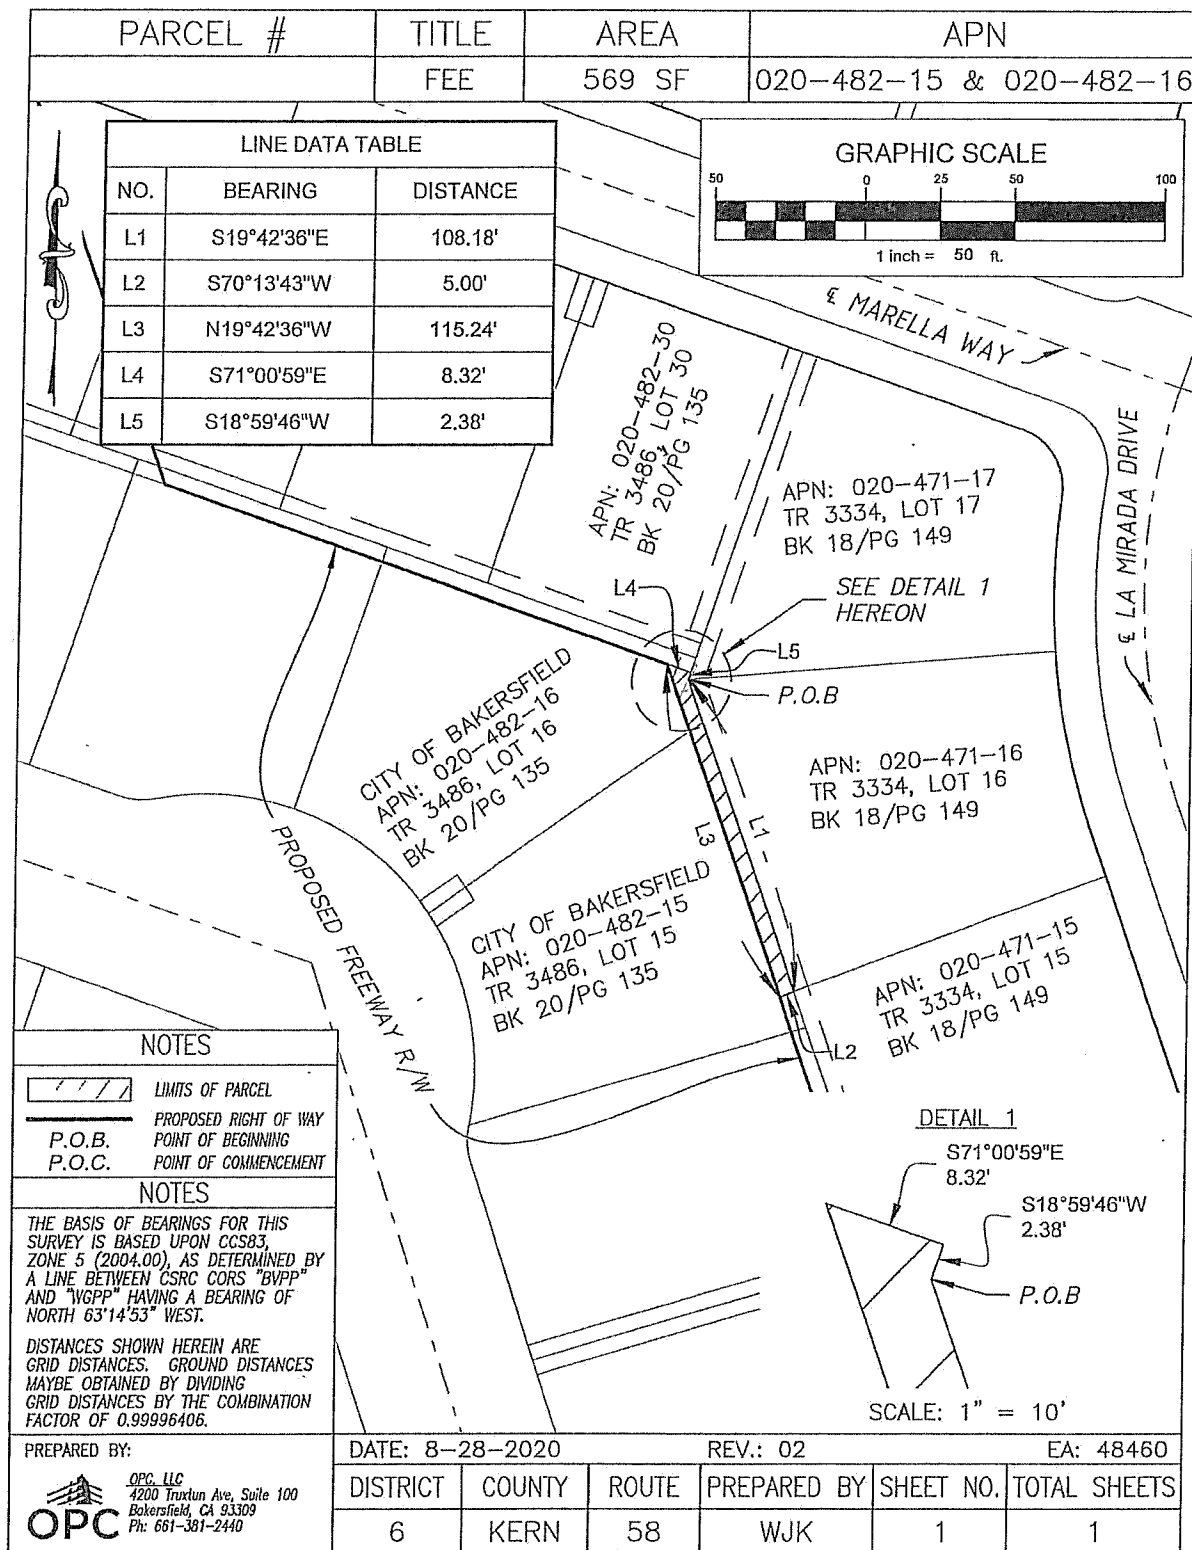 PARCEL # TITLE AREA APN
FEE 569 SF 020-482-15 & 020-482-16
LINE DATA TABLE
NO. BEARING DISTANCE
L1 S19°42'36"E 108.18'
L2 S70°13'43"W 5.00'
L3 N19°42'36"W 115.24'
L4 S71°00'59"E 8.32'
L5 S18°59'46"W 2.38'
GRAPHIC SCALE
50 0 25 50 100
1 inch = 50 ft.
℄ MARELLA WAY
℄ LA MIRADA DRIVE
APN: 020-482-30
TR 3486, LOT 30
BK 20/PG 135
APN: 020-471-17
TR 3334, LOT 17
BK 18/PG 149
SEE DETAIL 1
HEREON
L4
L5
P.O.B
CITY OF BAKERSFIELD
APN: 020-482-16
TR 3486, LOT 16
BK 20/PG 135
APN: 020-471-16
TR 3334, LOT 16
BK 18/PG 149
L3
L1
PROPOSED FREEWAY R/W
CITY OF BAKERSFIELD
APN: 020-482-15
TR 3486, LOT 15
BK 20/PG 135
APN: 020-471-15
TR 3334, LOT 15
BK 18/PG 149
L2
NOTES
LIMITS OF PARCEL
PROPOSED RIGHT OF WAY
P.O.B. POINT OF BEGINNING
P.O.C. POINT OF COMMENCEMENT
NOTES
THE BASIS OF BEARINGS FOR THIS
SURVEY IS BASED UPON CCS83,
ZONE 5 (2004.00), AS DETERMINED BY
A LINE BETWEEN CSRC CORS "BVPP"
AND "WGPP" HAVING A BEARING OF
NORTH 63°14'53" WEST.
DISTANCES SHOWN HEREIN ARE
GRID DISTANCES. GROUND DISTANCES
MAYBE OBTAINED BY DIVIDING
GRID DISTANCES BY THE COMBINATION
FACTOR OF 0.99996406.
DETAIL 1
S71°00'59"E
8.32'
S18°59'46"W
2.38'
P.O.B
SCALE: 1" = 10'
PREPARED BY:
OPC
OPC, LLC
4200 Truxtun Ave, Suite 100
Bakersfield, CA 93309
Ph: 661-381-2440
DATE: 8-28-2020 REV.: 02 EA: 48460
DISTRICT COUNTY ROUTE PREPARED BY SHEET NO. TOTAL SHEETS
6 KERN 58 WJK 1 1